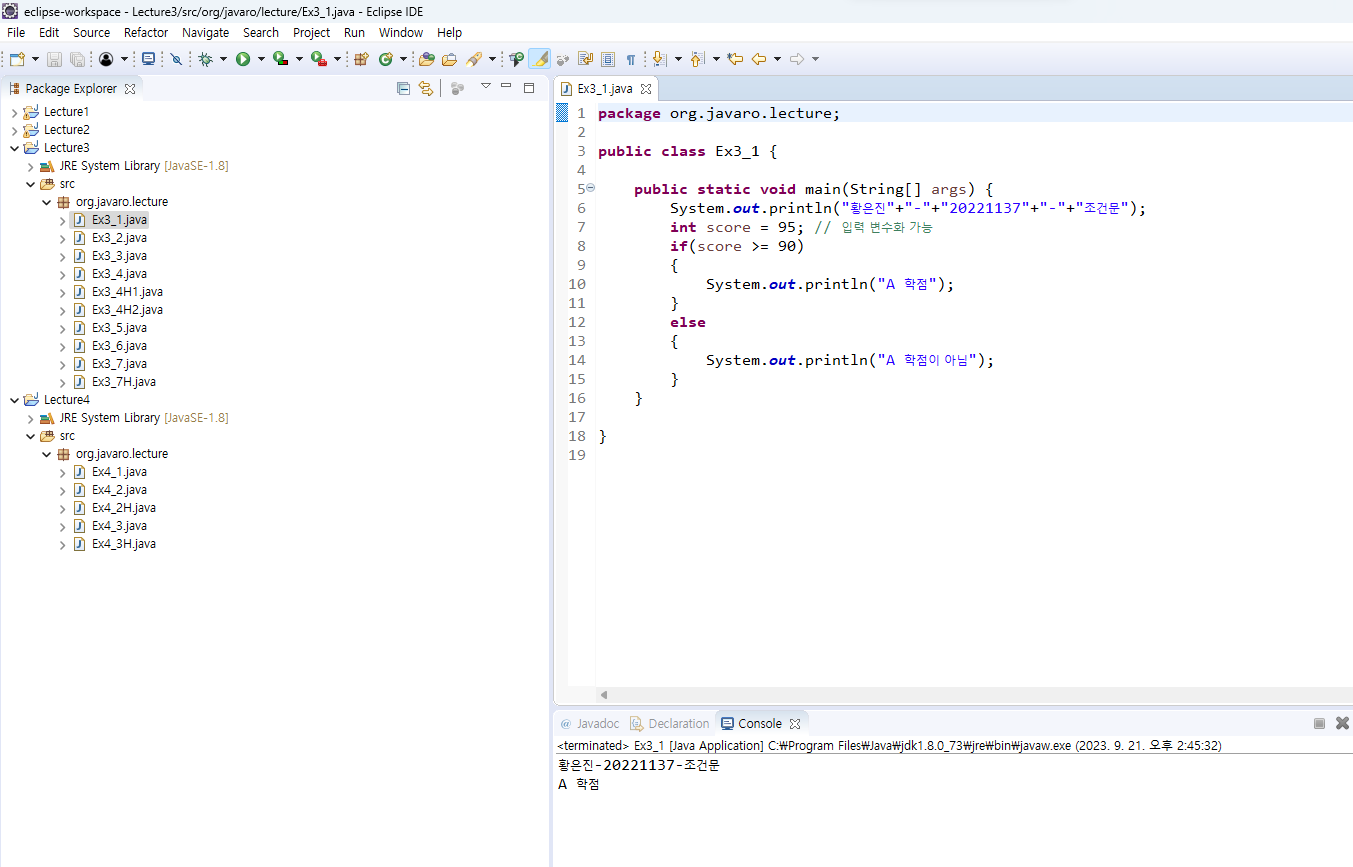 eclipse-workspace - Lecture3/src/org/javaro/lecture/Ex3_1.java - Eclipse IDE
File Edit Source Refactor Navigate Search Project Run Window Help
Package Explorer
Lecture1
Lecture2
Lecture3
JRE System Library [JavaSE-1.8]
src
org.javaro.lecture
Ex3_1.java
Ex3_2.java
Ex3_3.java
Ex3_4.java
Ex3_4H1.java
Ex3_4H2.java
Ex3_5.java
Ex3_6.java
Ex3_7.java
Ex3_7H.java
Lecture4
JRE System Library [JavaSE-1.8]
src
org.javaro.lecture
Ex4_1.java
Ex4_2.java
Ex4_2H.java
Ex4_3.java
Ex4_3H.java
Ex3_1.java
1 package org.javaro.lecture;
2
3 public class Ex3_1 {
4
5 public static void main(String[] args) {
6 System.out.println("황은진"+"-"+"20221137"+"-"+"조건문");
7 int score = 95; // 입력 변수화 가능
8 if(score >= 90)
9 {
10 System.out.println("A 학점");
11 }
12 else
13 {
14 System.out.println("A 학점이 아님");
15 }
16 }
17
18 }
19
@ Javadoc Declaration Console
<terminated> Ex3_1 [Java Application] C:₩Program Files₩Java₩jdk1.8.0_73₩jre₩bin₩javaw.exe (2023. 9. 21. 오후 2:45:32)
황은진-20221137-조건문
A 학점